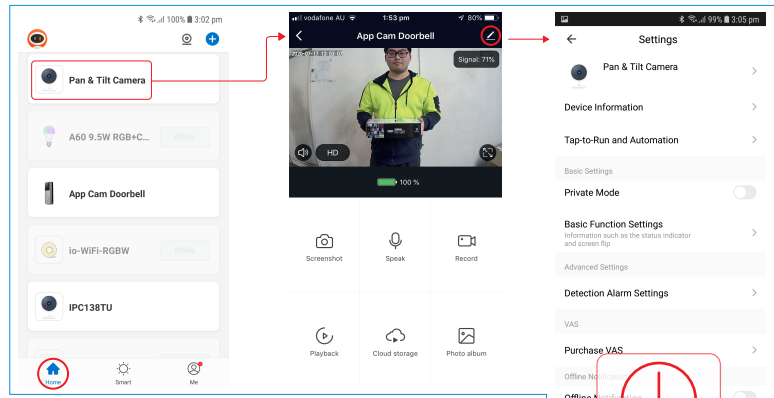 100% 3:02 pm
Pan & Tilt Camera
A60 9.5W RGB+C...
Offline
App Cam Doorbell
io-WiFi-RGBW
Offline
IPC138TU
Home
Smart
Me
vodafone AU
1:53 pm
80%
App Cam Doorbell
Signal: 71%
HD
100 %
Screenshot
Speak
Record
Playback
Cloud storage
Photo album
99% 3:05 pm
Settings
Pan & Tilt Camera
Device Information
Tap-to-Run and Automation
Basic Settings
Private Mode
Basic Function Settings
Information such as the status indicator
and screen flip
Advanced Settings
Detection Alarm Settings
VAS
Purchase VAS
Offline Notification
Offline Notification